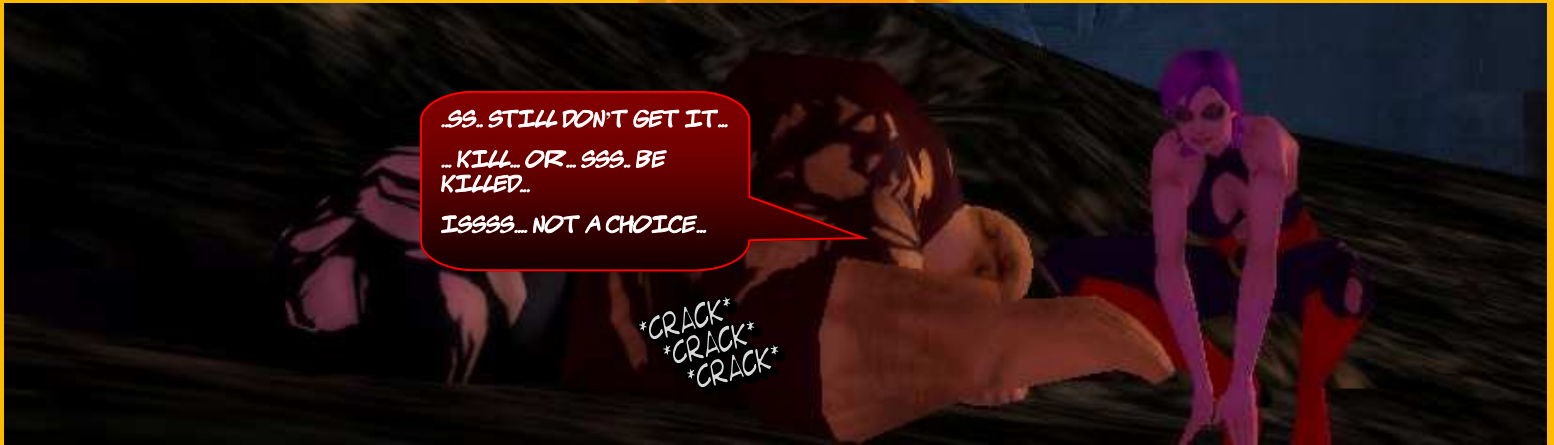 ..SS.. STILL DON'T GET IT...
... KILL... OR... SSS.. BE
KILLED...
ISSSS.... NOT A CHOICE...
*CRACK*
*CRACK*
*CRACK*